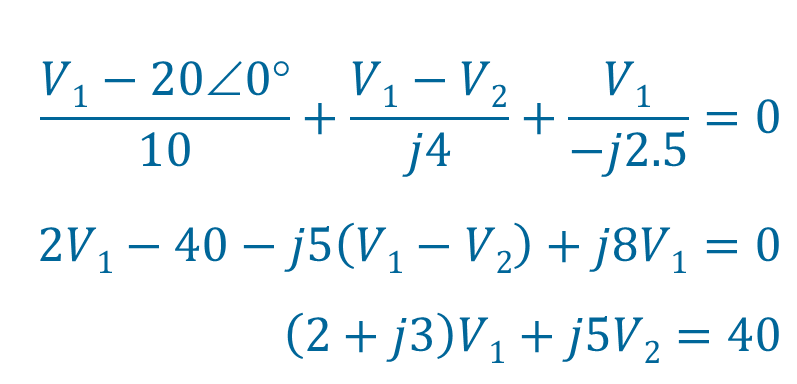 (V₁ − 20∠0°)/10 + (V₁ − V₂)/j4 + V₁/−j2.5 = 0
2V₁ − 40 − j5(V₁ − V₂) + j8V₁ = 0
(2 + j3)V₁ + j5V₂ = 40